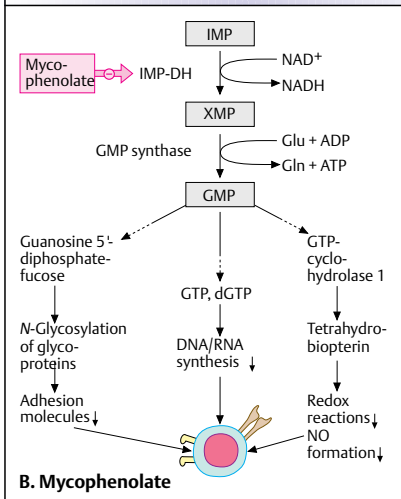 IMP
Myco-
phenolate
IMP-DH
NAD+
NADH
XMP
GMP synthase
Glu + ADP
Gln + ATP
GMP
Guanosine 5'-
diphosphate-
fucose
GTP, dGTP
GTP-
cyclo-
hydrolase 1
N-Glycosylation
of glyco-
proteins
DNA/RNA
synthesis ↓
Tetrahydro-
biopterin
Adhesion
molecules ↓
Redox
reactions ↓
NO
formation ↓
B. Mycophenolate